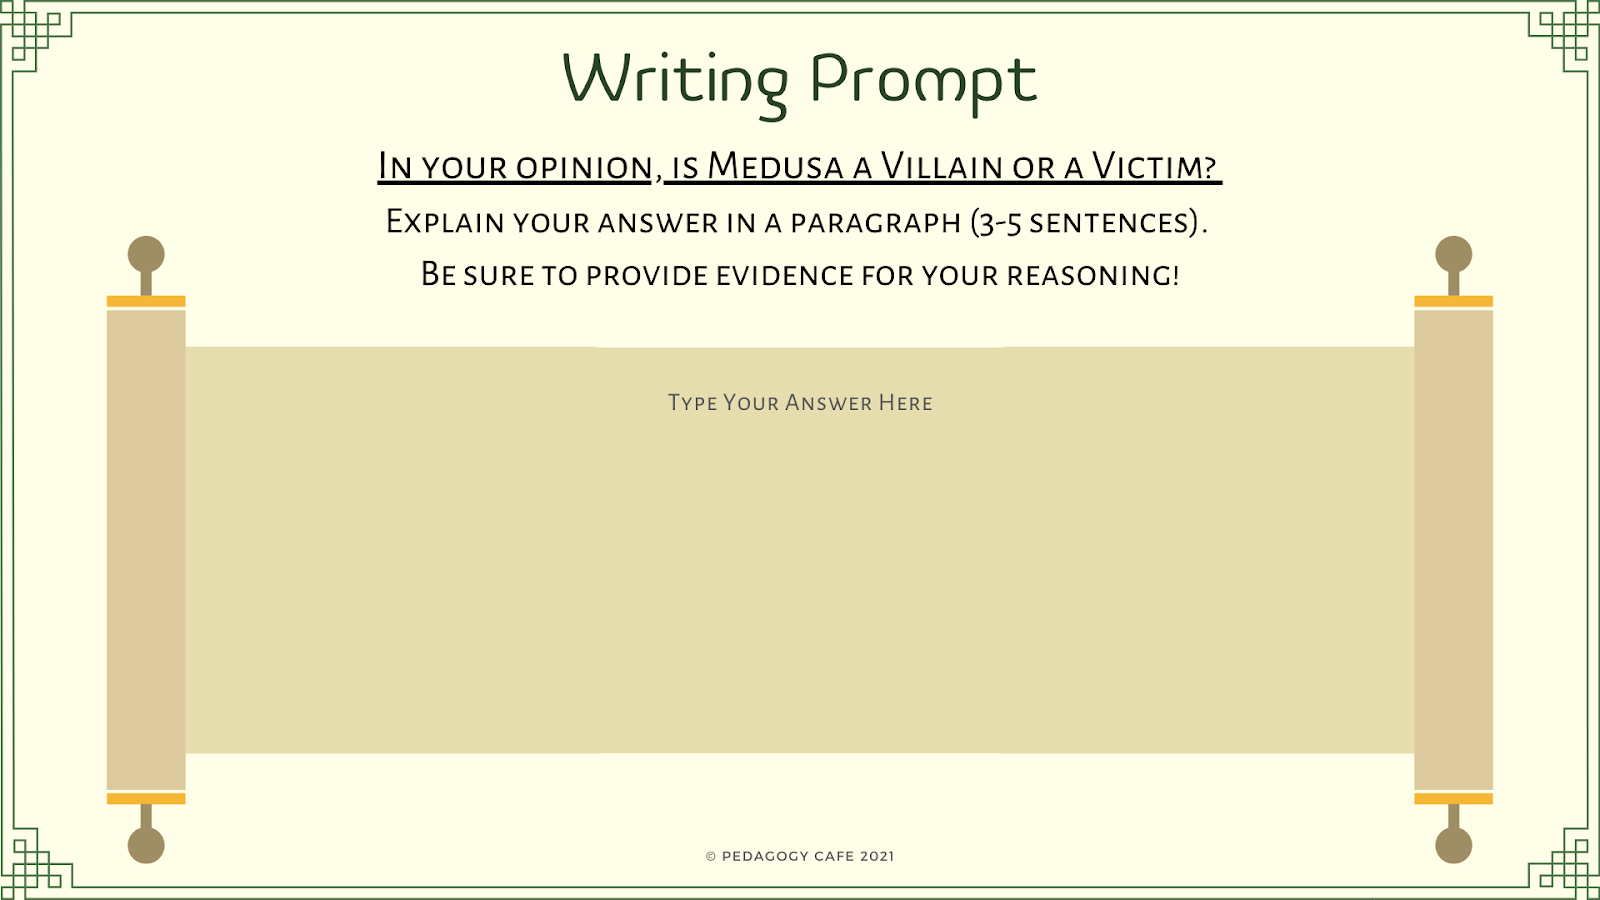 Writing Prompt
In your opinion, is Medusa a Villain or a Victim?
Explain your answer in a paragraph (3-5 sentences).
Be sure to provide evidence for your reasoning!
Type Your Answer Here
© PEDAGOGY CAFE 2021